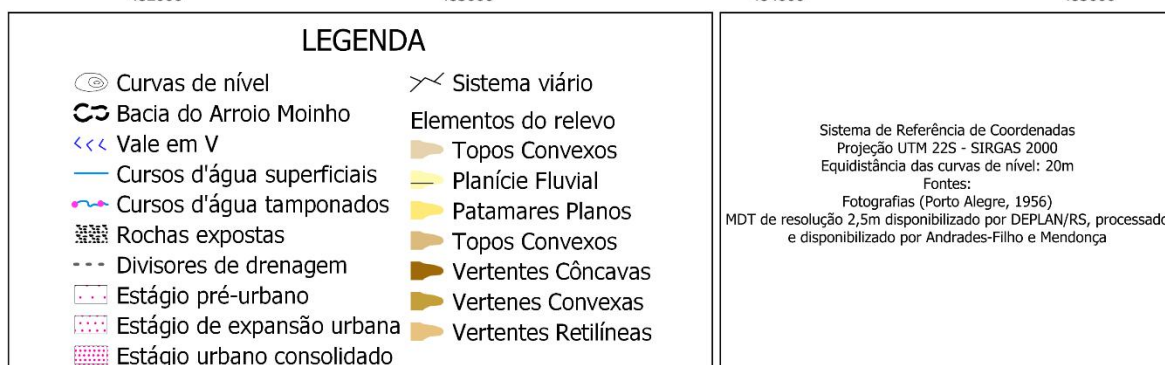 LEGENDA
Curvas de nível
Bacia do Arroio Moinho
Vale em V
Cursos d'água superficiais
Cursos d'água tamponados
Rochas expostas
Divisores de drenagem
Estágio pré-urbano
Estágio de expansão urbana
Estágio urbano consolidado
Sistema viário
Elementos do relevo
Topos Convexos
Planície Fluvial
Patamares Planos
Topos Convexos
Vertentes Côncavas
Vertenes Convexas
Vertentes Retilíneas
Sistema de Referência de Coordenadas
Projeção UTM 22S - SIRGAS 2000
Equidistância das curvas de nível: 20m
Fontes:
Fotografias (Porto Alegre, 1956)
MDT de resolução 2,5m disponibilizado por DEPLAN/RS, processado
e disponibilizado por Andrades-Filho e Mendonça